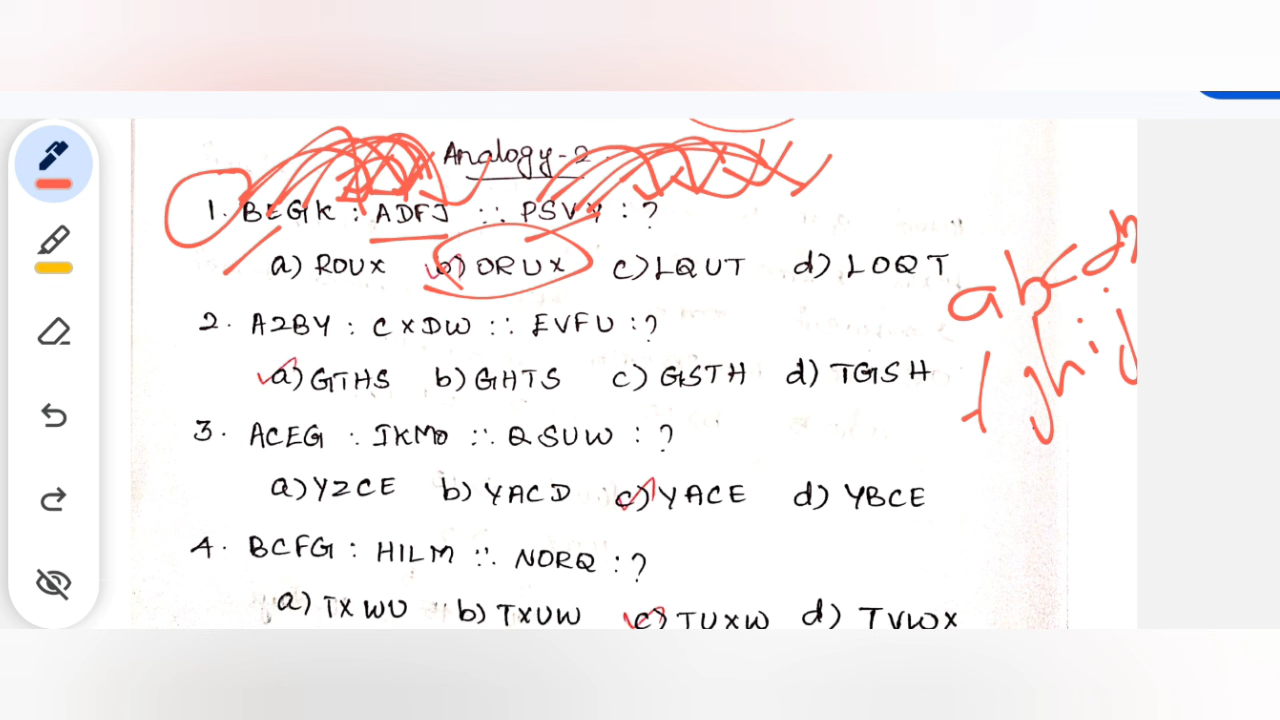 Analogy-2.
1. BEGK : ADFJ :: PSVY : ?
a) ROUX b) ORUX c) LQUT d) LOQT
2. AZBY : CXDW :: EVFU : ?
a) GTHS b) GHTS c) GSTH d) TGSH
3. ACEG : IKMO :: QSUW : ?
a) YZCE b) YACD c) YACE d) YBCE
4. BCFG : HILM :: NORQ : ?
a) TXWU b) TXUW c) TUXW d) TVWX
abcd
ghij